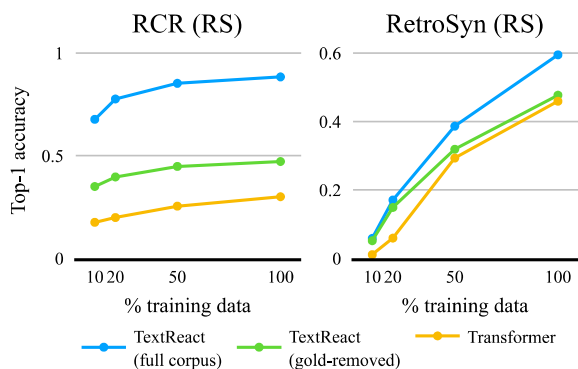 RCR (RS)
RetroSyn (RS)
Top-1 accuracy
1
0.5
0
10 20 50 100
% training data
0.6
0.4
0.2
0
10 20 50 100
% training data
TextReact
(full corpus)
TextReact
(gold-removed)
Transformer